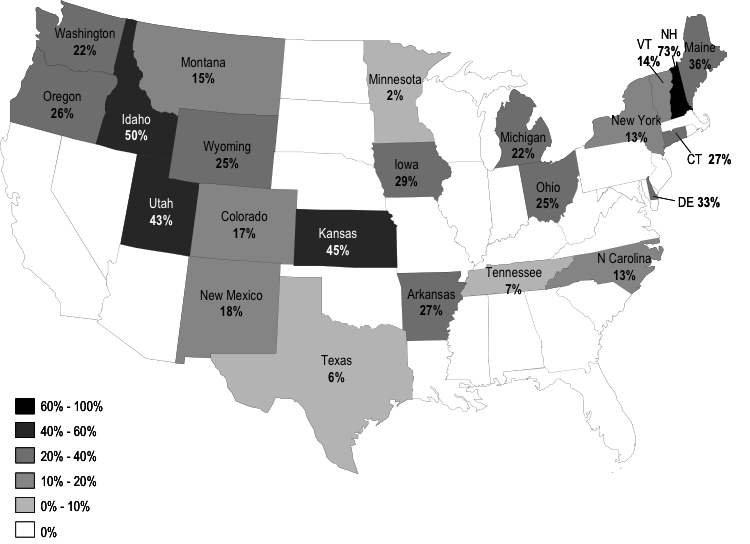 Washington
22%
Oregon
26%
Idaho
50%
Montana
15%
Wyoming
25%
Utah
43%
Colorado
17%
New Mexico
18%
Kansas
45%
Texas
6%
Minnesota
2%
Iowa
29%
Arkansas
27%
Michigan
22%
Ohio
25%
Tennessee
7%
N Carolina
13%
New York
13%
VT
14%
NH
73%
Maine
36%
CT 27%
DE 33%
60% - 100%
40% - 60%
20% - 40%
10% - 20%
0% - 10%
0%